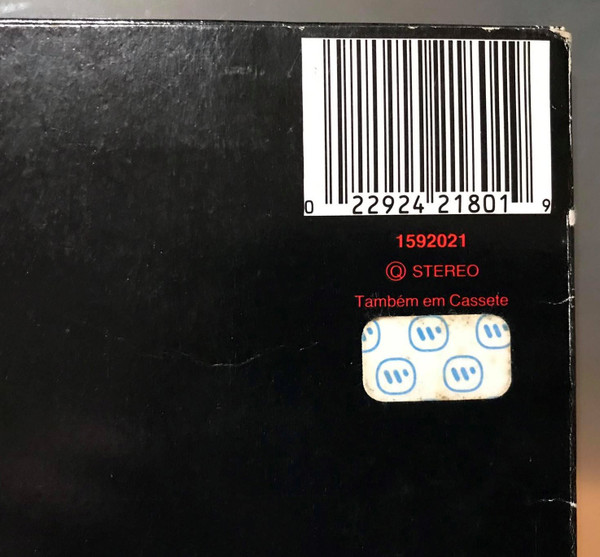 0 22924 21801 9
1592021
Q STEREO
Também em Cassete